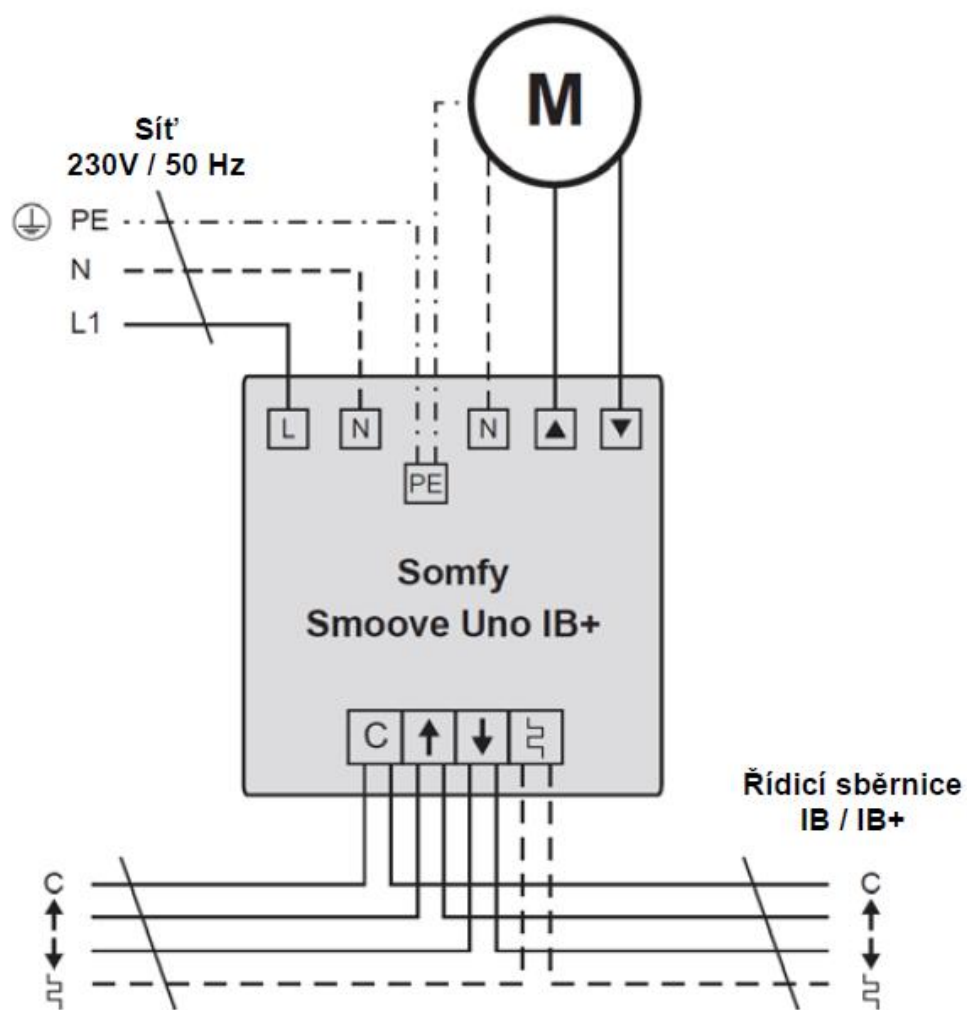 M
Síť
230V / 50 Hz
PE
N
L1
L N N ▲ ▼
PE
Somfy
Smoove Uno IB+
C ↑ ↓
Řídicí sběrnice
IB / IB+
C C